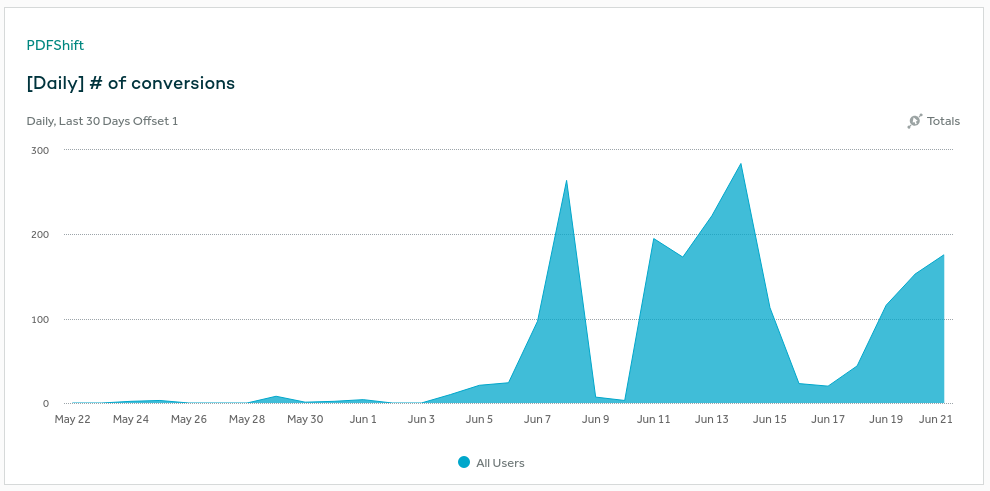 PDFShift
[Daily] # of conversions
Daily, Last 30 Days Offset 1
Totals
300
200
100
0
May 22 May 24 May 26 May 28 May 30 Jun 1 Jun 3 Jun 5 Jun 7 Jun 9 Jun 11 Jun 13 Jun 15 Jun 17 Jun 19 Jun 21
All Users